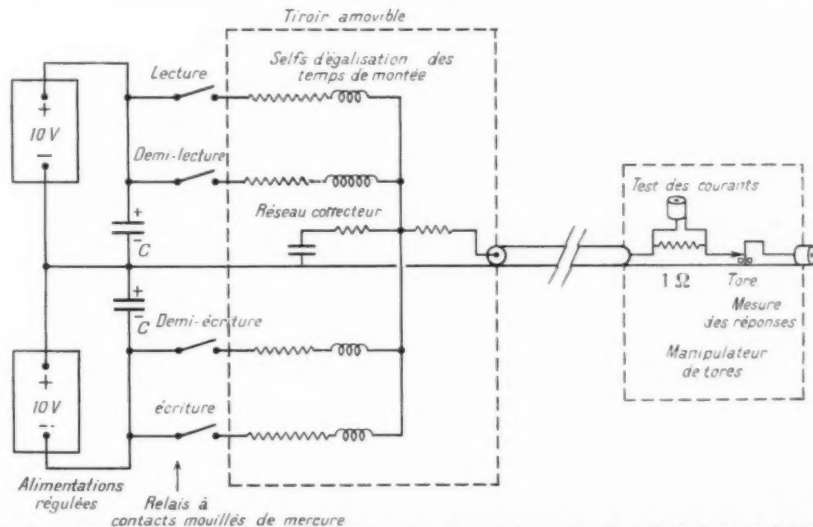 Tiroir amovible
Selfs d'égalisation des
temps de montée
Lecture
+
10 V
–
Demi-lecture
+
–C
Réseau correcteur
Test des courants
1 Ω
Tore
Mesure
des réponses
Manipulateur
de tores
+
–C
Demi-écriture
+
10 V
–
écriture
Alimentations
régulées
Relais à
contacts mouillés de mercure